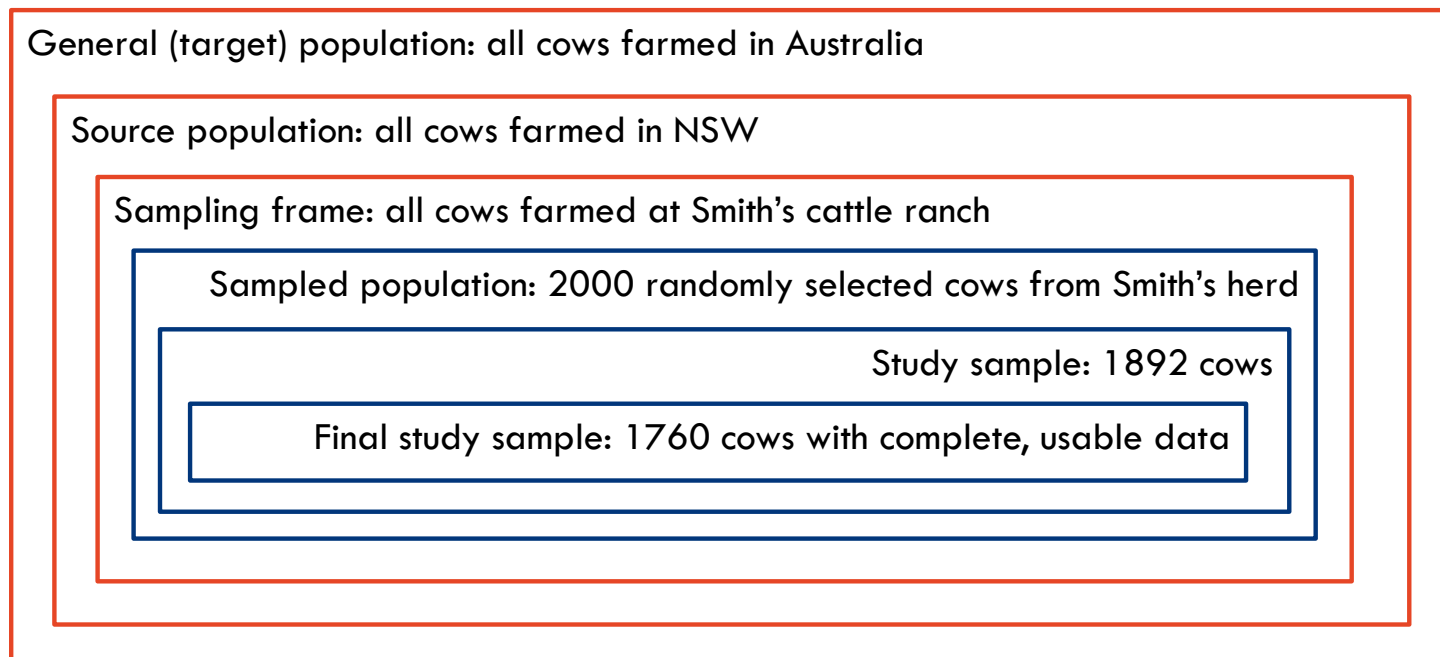 General (target) population: all cows farmed in Australia
Source population: all cows farmed in NSW
Sampling frame: all cows farmed at Smith's cattle ranch
Sampled population: 2000 randomly selected cows from Smith's herd
Study sample: 1892 cows
Final study sample: 1760 cows with complete, usable data